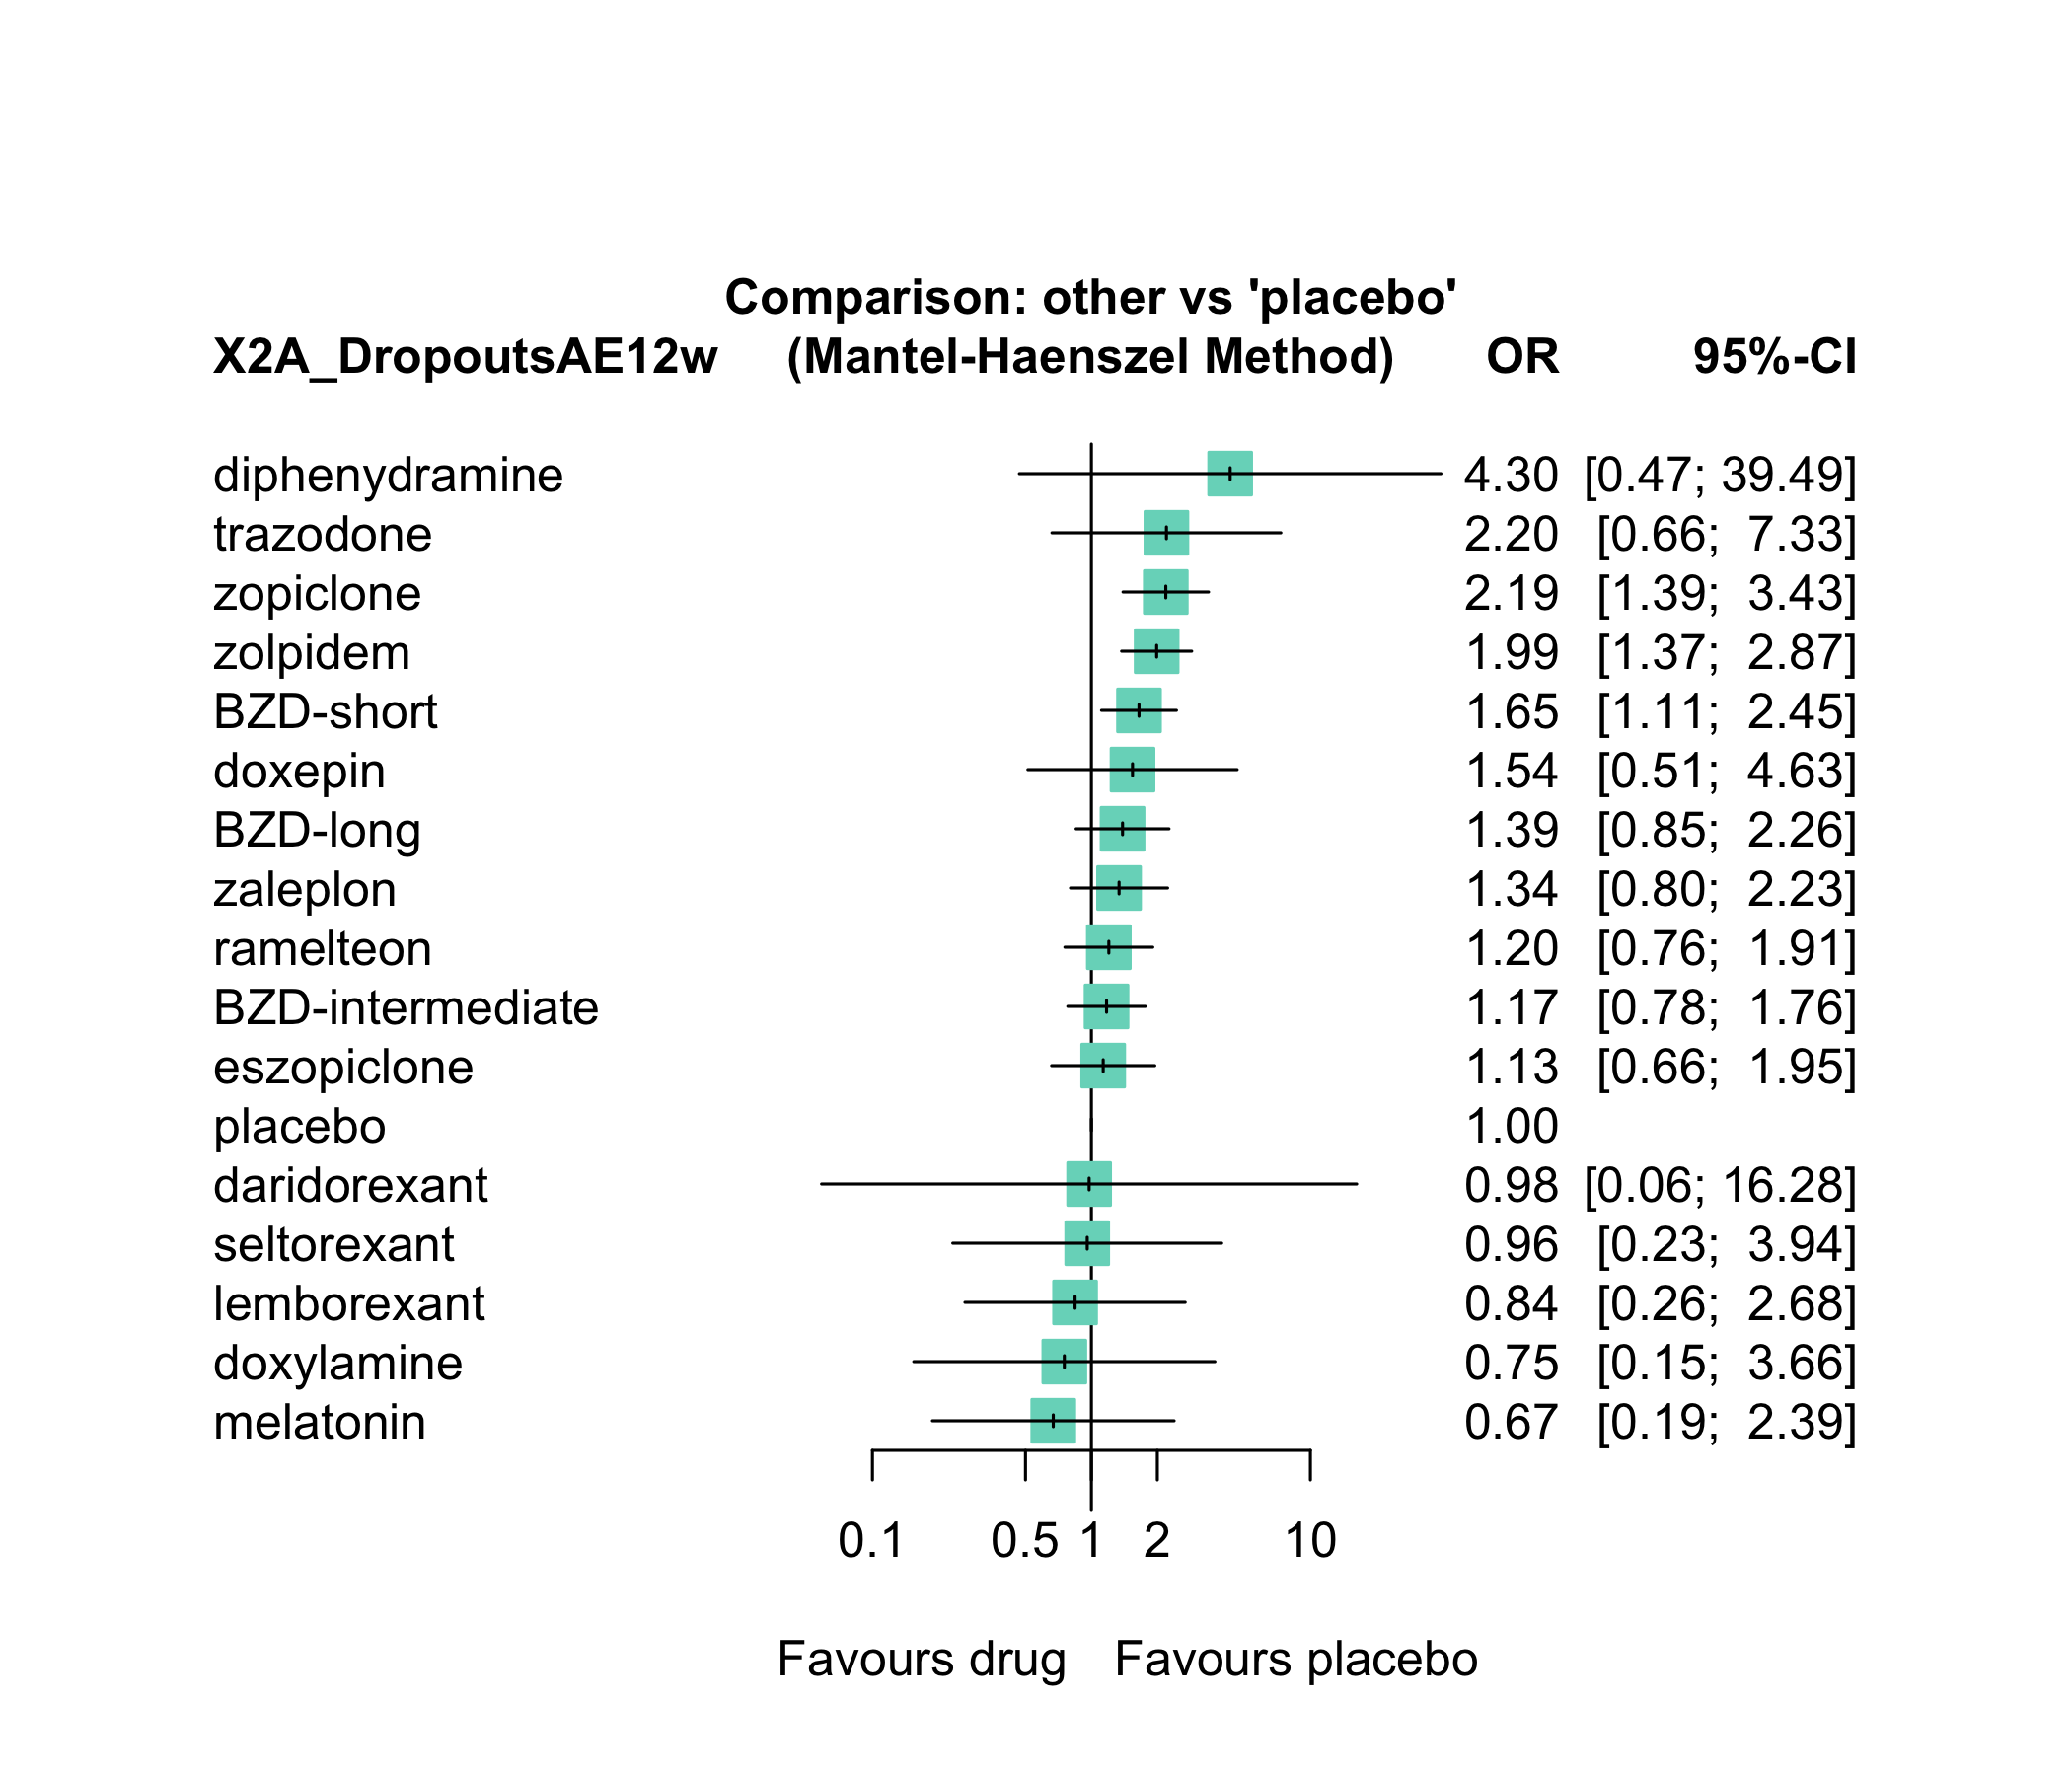 Comparison: other vs 'placebo'
X2A_DropoutsAE12w (Mantel-Haenszel Method) OR 95%-CI
diphenydramine 4.30 [0.47; 39.49]
trazodone 2.20 [0.66; 7.33]
zopiclone 2.19 [1.39; 3.43]
zolpidem 1.99 [1.37; 2.87]
BZD-short 1.65 [1.11; 2.45]
doxepin 1.54 [0.51; 4.63]
BZD-long 1.39 [0.85; 2.26]
zaleplon 1.34 [0.80; 2.23]
ramelteon 1.20 [0.76; 1.91]
BZD-intermediate 1.17 [0.78; 1.76]
eszopiclone 1.13 [0.66; 1.95]
placebo 1.00
daridorexant 0.98 [0.06; 16.28]
seltorexant 0.96 [0.23; 3.94]
lemborexant 0.84 [0.26; 2.68]
doxylamine 0.75 [0.15; 3.66]
melatonin 0.67 [0.19; 2.39]
0.1 0.5 1 2 10
Favours drug Favours placebo